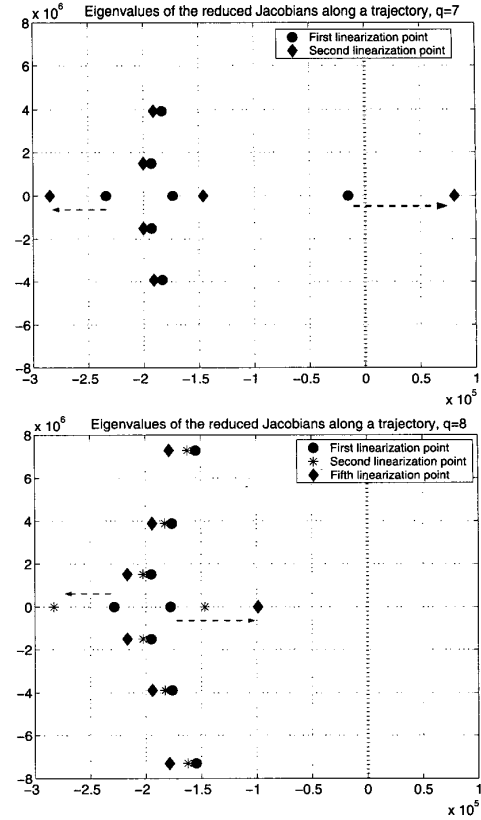 Eigenvalues of the reduced Jacobians along a trajectory, q=7
x 10^6
8
6
4
2
0
−2
−4
−6
−8
First linearization point
Second linearization point
−3 −2.5 −2 −1.5 −1 −0.5 0 0.5 1
x 10^5
Eigenvalues of the reduced Jacobians along a trajectory, q=8
x 10^6
8
6
4
2
0
−2
−4
−6
−8
First linearization point
Second linearization point
Fifth linearization point
−3 −2.5 −2 −1.5 −1 −0.5 0 0.5 1
x 10^5